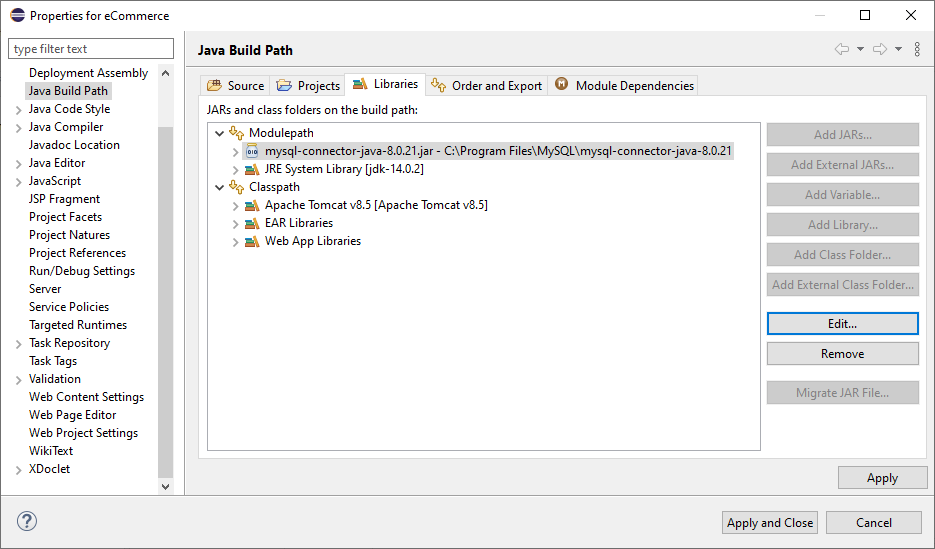 Properties for eCommerce
type filter text
Deployment Assembly
Java Build Path
Java Code Style
Java Compiler
Javadoc Location
Java Editor
JavaScript
JSP Fragment
Project Facets
Project Natures
Project References
Run/Debug Settings
Server
Service Policies
Targeted Runtimes
Task Repository
Task Tags
Validation
Web Content Settings
Web Page Editor
Web Project Settings
WikiText
XDoclet
Java Build Path
Source Projects Libraries Order and Export Module Dependencies
JARs and class folders on the build path:
Modulepath
mysql-connector-java-8.0.21.jar - C:\Program Files\MySQL\mysql-connector-java-8.0.21
JRE System Library [jdk-14.0.2]
Classpath
Apache Tomcat v8.5 [Apache Tomcat v8.5]
EAR Libraries
Web App Libraries
Add JARs...
Add External JARs...
Add Variable...
Add Library...
Add Class Folder...
Add External Class Folder...
Edit...
Remove
Migrate JAR File...
Apply
Apply and Close Cancel